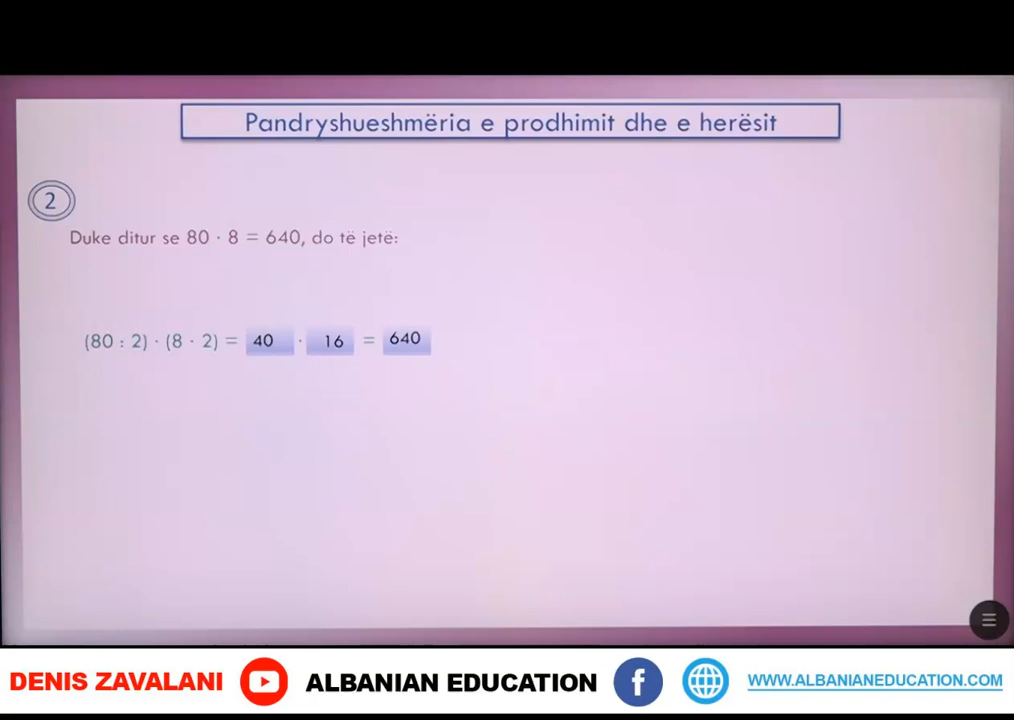 Pandryshueshmëria e prodhimit dhe e herësit
2
Duke ditur se 80 · 8 = 640, do të jetë:
(80 : 2) · (8 · 2) = 40 · 16 = 640
DENIS ZAVALANI ALBANIAN EDUCATION f WWW.ALBANIANEDUCATION.COM